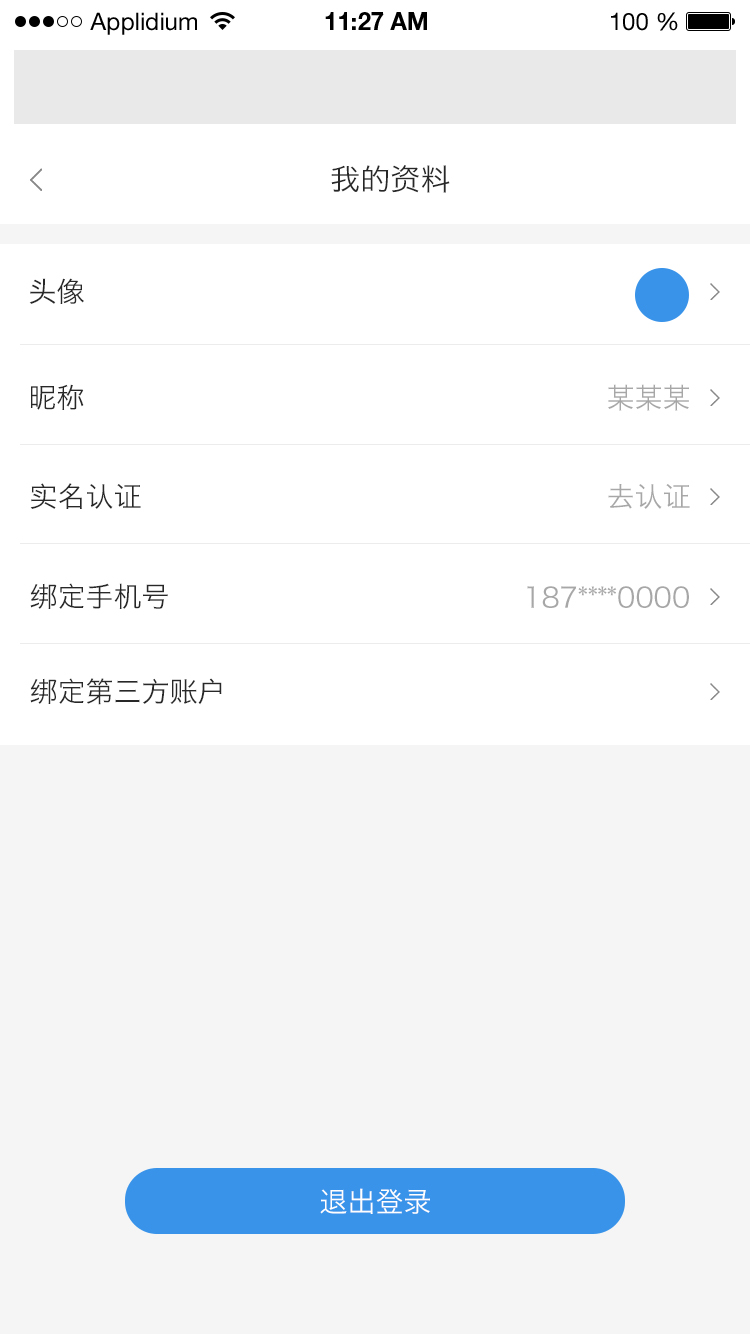 Applidium 11:27 AM 100 %
我的资料
头像
昵称 某某某
实名认证 去认证
绑定手机号 187****0000
绑定第三方账户
退出登录